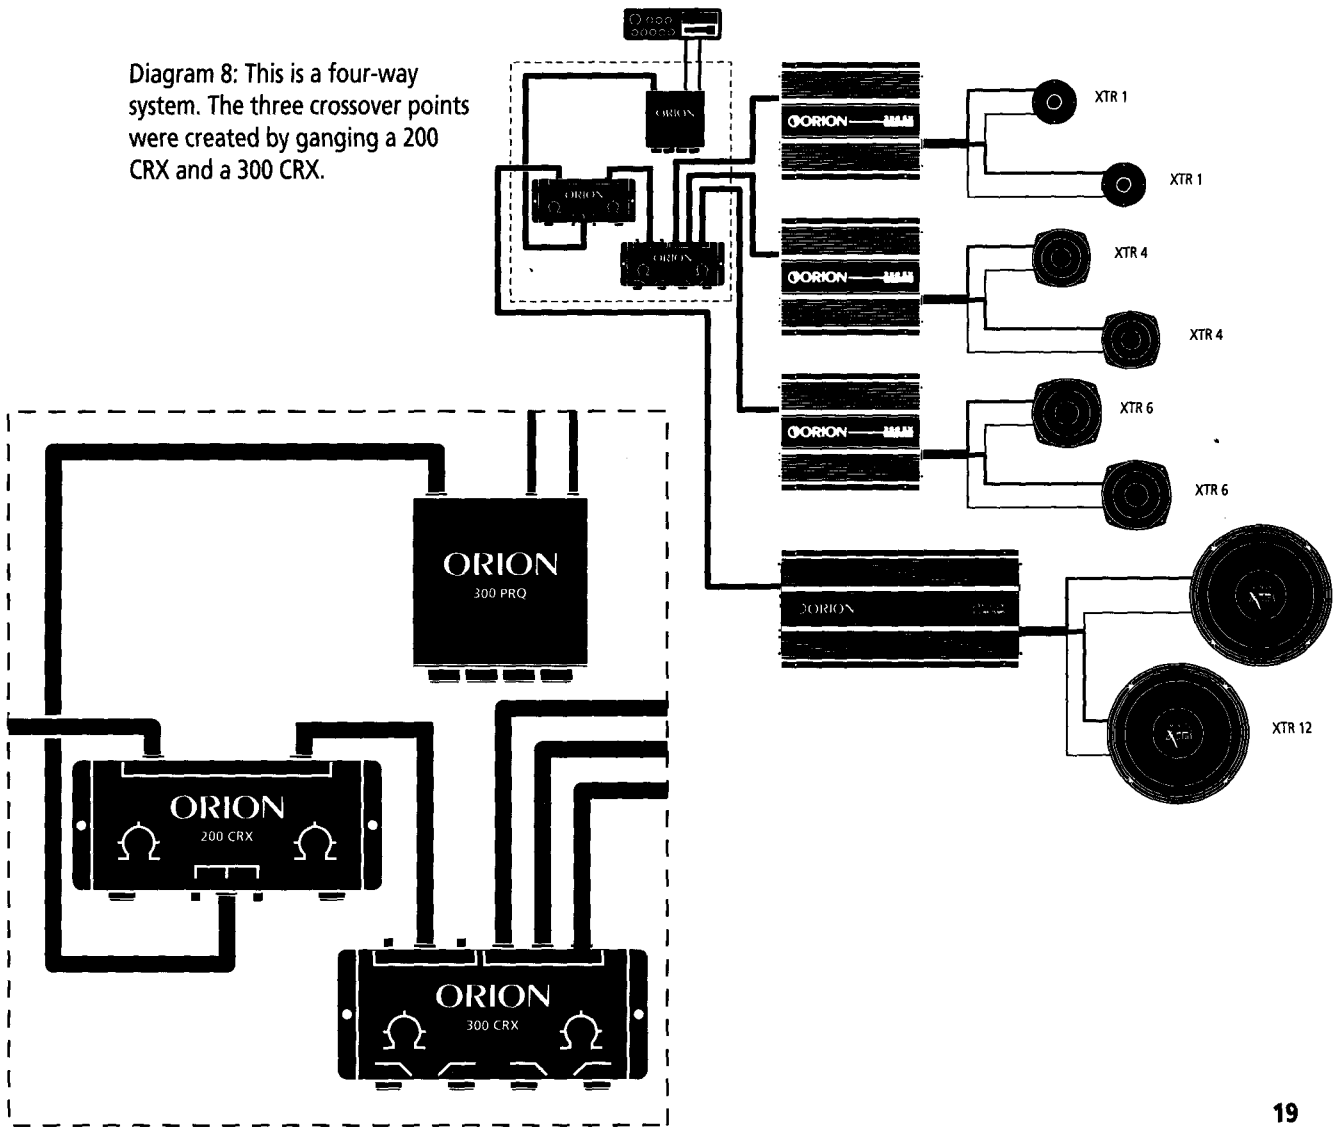 Diagram 8: This is a four-way
system. The three crossover points
were created by ganging a 200
CRX and a 300 CRX.
ORION
ORION
ORION
ORION
XTR 1
XTR 1
ORION
XTR 4
XTR 4
ORION
XTR 6
XTR 6
ORION
XTR 12
ORION
300 PRQ
ORION
200 CRX
ORION
300 CRX
19